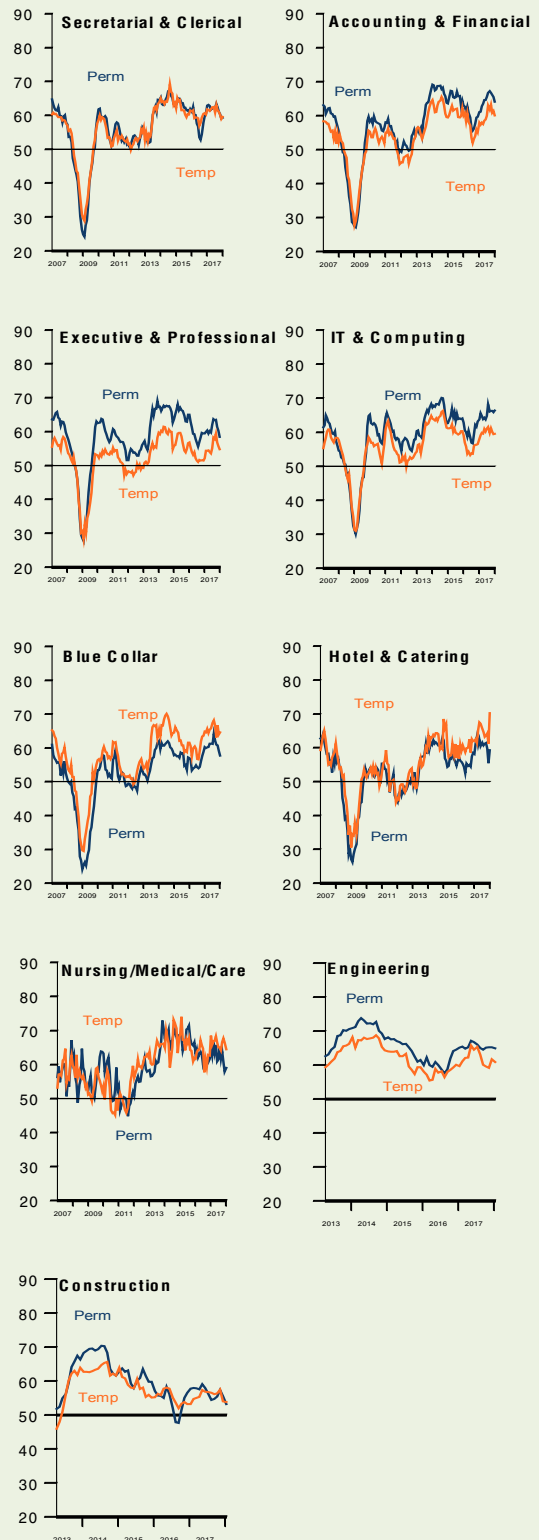 Secretarial & Clerical
90
80
70
60
50
40
30
20
Perm
Temp
2007 2009 2011 2013 2015 2017
Accounting & Financial
90
80
70
60
50
40
30
20
Perm
Temp
2007 2009 2011 2013 2015 2017
Executive & Professional
90
80
70
60
50
40
30
20
Perm
Temp
2007 2009 2011 2013 2015 2017
IT & Computing
90
80
70
60
50
40
30
20
Perm
Temp
2007 2009 2011 2013 2015 2017
Blue Collar
90
80
70
60
50
40
30
20
Temp
Perm
2007 2009 2011 2013 2015 2017
Hotel & Catering
90
80
70
60
50
40
30
20
Temp
Perm
2007 2009 2011 2013 2015 2017
Nursing/Medical/Care
90
80
70
60
50
40
30
20
Temp
Perm
2007 2009 2011 2013 2015 2017
Engineering
90
80
70
60
50
40
30
20
Perm
Temp
2013 2014 2015 2016 2017
Construction
90
80
70
60
50
40
30
20
Perm
Temp
2013 2014 2015 2016 2017